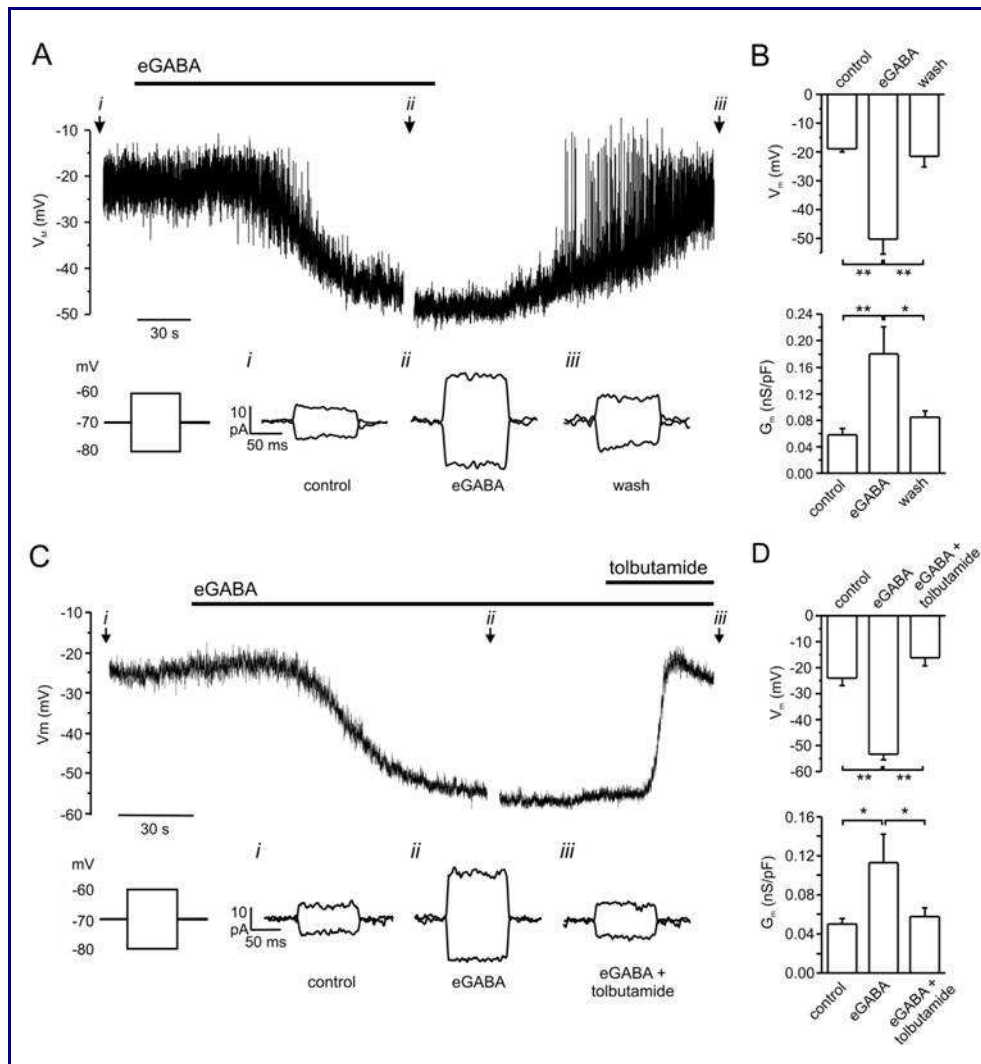 A
eGABA
i
ii
iii
-10
-20
-30
-40
-50
V_M (mV)
30 s
mV
-60
-70
-80
i
10
pA
50 ms
control
ii
eGABA
iii
wash
B
control
eGABA
wash
0
-10
-20
-30
-40
-50
V_m (mV)
** **
** *
0.24
0.20
0.16
0.12
0.08
0.04
0.00
G_m (nS/pF)
control
eGABA
wash
C
tolbutamide
eGABA
i
ii
iii
-10
-20
-30
-40
-50
-60
Vm (mV)
30 s
mV
-60
-70
-80
i
10
pA
50 ms
control
ii
eGABA
iii
eGABA +
tolbutamide
D
control
eGABA
eGABA +
tolbutamide
0
-10
-20
-30
-40
-50
-60
V_m (mV)
** **
* *
0.16
0.12
0.08
0.04
0.00
G_m (nS/pF)
control
eGABA
eGABA +
tolbutamide